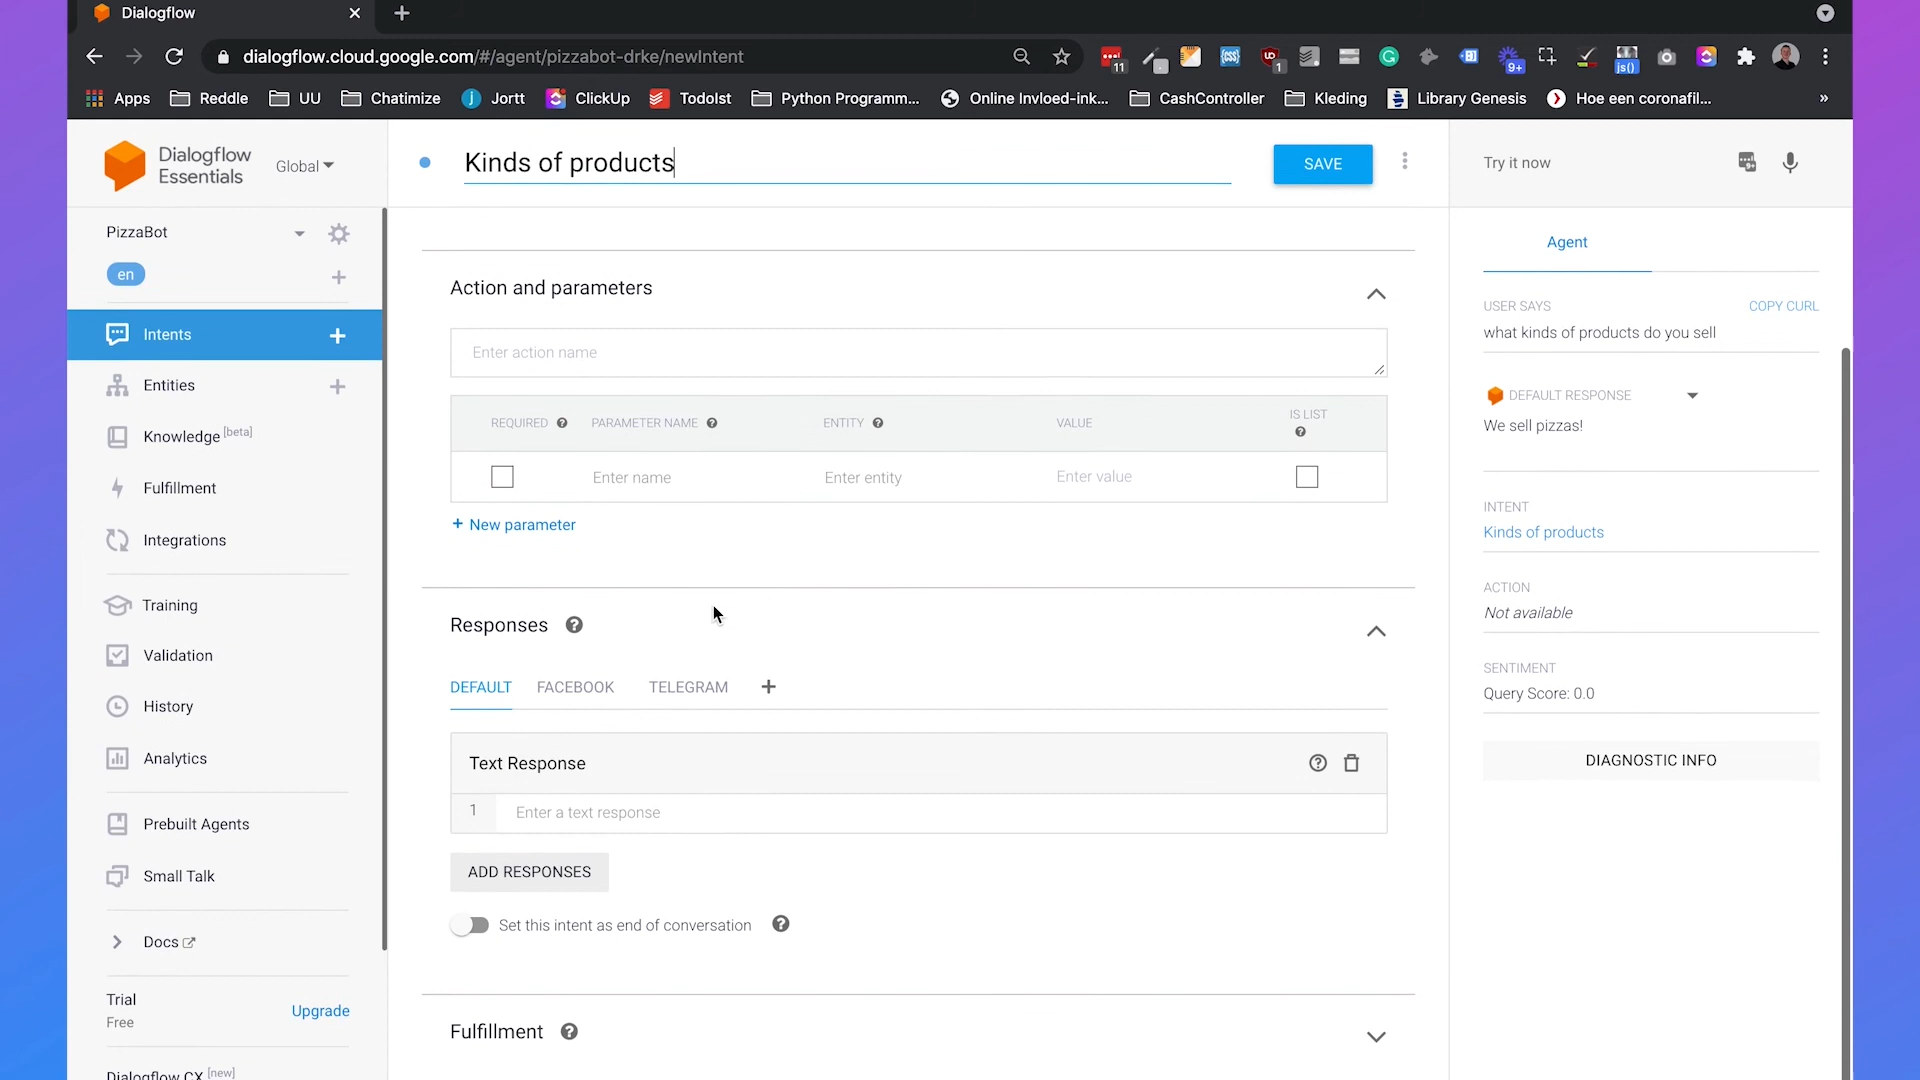 Dialogflow
dialogflow.cloud.google.com/#/agent/pizzabot-drke/newIntent
11
1
9+
js()
Apps
Reddle
UU
Chatimize
Jortt
ClickUp
TodoIst
Python Programm...
Online Invloed-ink...
CashController
Kleding
Library Genesis
Hoe een coronafil...
»
Dialogflow
Essentials
Global
Kinds of products
SAVE
Try it now
PizzaBot
en
Intents
Entities
Knowledge [beta]
Fulfillment
Integrations
Training
Validation
History
Analytics
Prebuilt Agents
Small Talk
Docs
Trial
Free
Upgrade
Dialogflow CX [new]
Action and parameters
Enter action name
REQUIRED
PARAMETER NAME
ENTITY
VALUE
IS LIST
Enter name
Enter entity
Enter value
+ New parameter
Responses
DEFAULT
FACEBOOK
TELEGRAM
Text Response
1
Enter a text response
ADD RESPONSES
Set this intent as end of conversation
Fulfillment
Agent
USER SAYS
COPY CURL
what kinds of products do you sell
DEFAULT RESPONSE
We sell pizzas!
INTENT
Kinds of products
ACTION
Not available
SENTIMENT
Query Score: 0.0
DIAGNOSTIC INFO